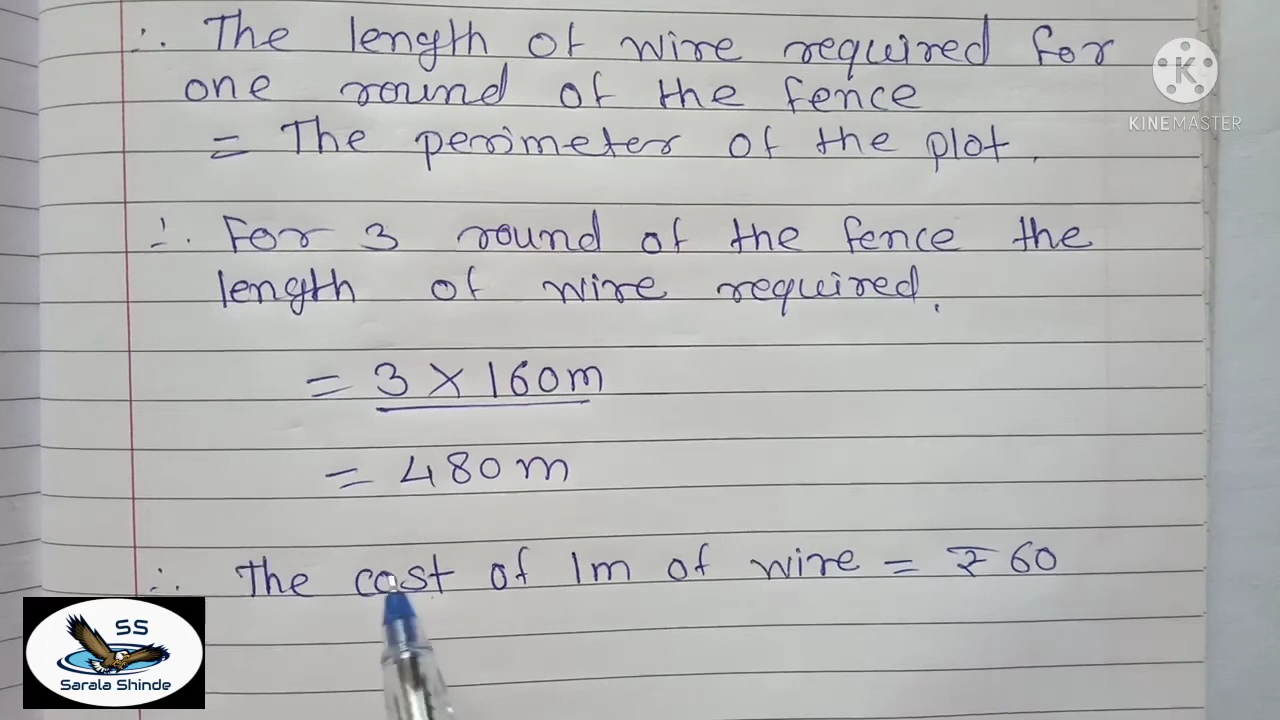 ∴ The length of wire required for
one round of the fence
= The perimeter of the plot.
∴ For 3 round of the fence the
length of wire required.
= 3 × 160m
= 480m
∴ The cost of 1m of wire = ₹ 60
KINEMASTER
SS
Sarala Shinde